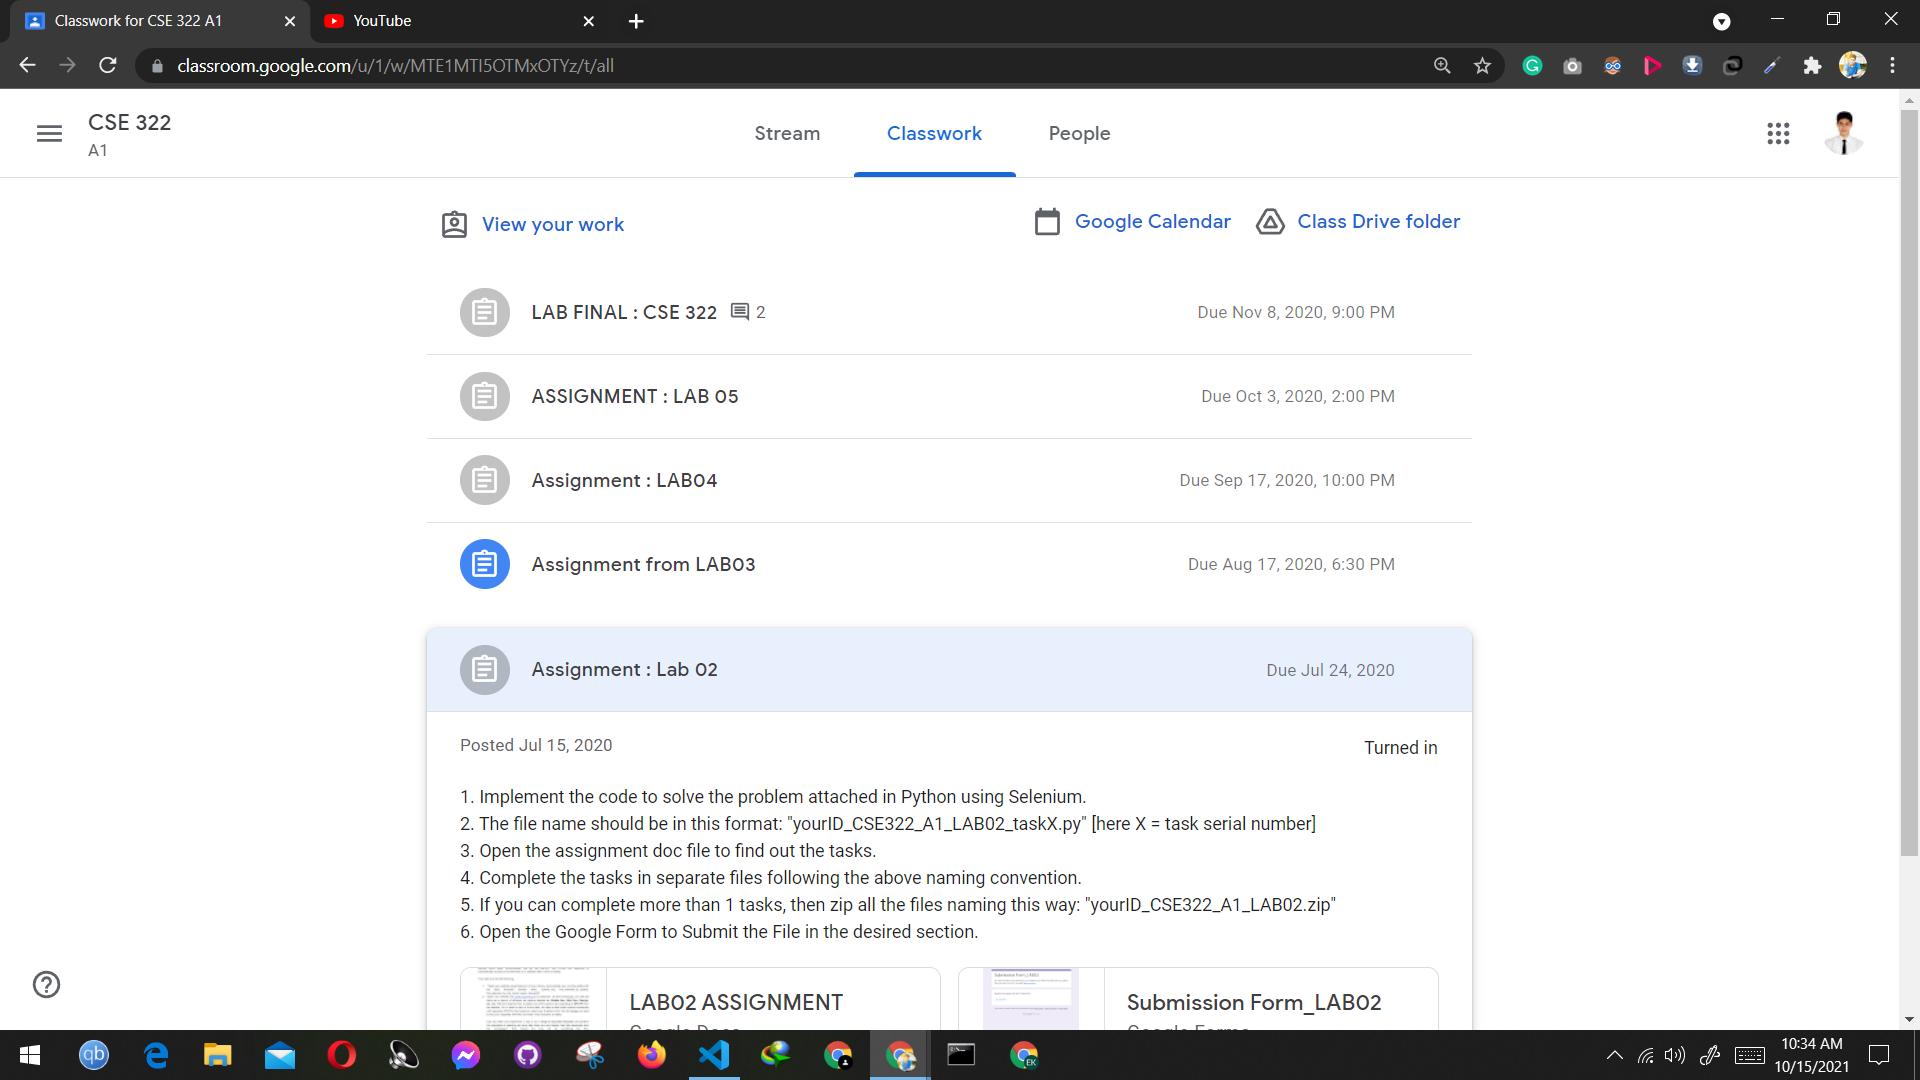 Classwork for CSE 322 A1
YouTube
classroom.google.com/u/1/w/MTE1MTI5OTMxOTYz/t/all
CSE 322
A1
Stream
Classwork
People
View your work
Google Calendar
Class Drive folder
LAB FINAL : CSE 322 2
Due Nov 8, 2020, 9:00 PM
ASSIGNMENT : LAB 05
Due Oct 3, 2020, 2:00 PM
Assignment : LAB04
Due Sep 17, 2020, 10:00 PM
Assignment from LAB03
Due Aug 17, 2020, 6:30 PM
Assignment : Lab 02
Due Jul 24, 2020
Posted Jul 15, 2020
Turned in
1. Implement the code to solve the problem attached in Python using Selenium.
2. The file name should be in this format: "yourID_CSE322_A1_LAB02_taskX.py" [here X = task serial number]
3. Open the assignment doc file to find out the tasks.
4. Complete the tasks in separate files following the above naming convention.
5. If you can complete more than 1 tasks, then zip all the files naming this way: "yourID_CSE322_A1_LAB02.zip"
6. Open the Google Form to Submit the File in the desired section.
LAB02 ASSIGNMENT
Google Docs
Submission Form_LAB02
Google Forms
qb
EK
10:34 AM
10/15/2021